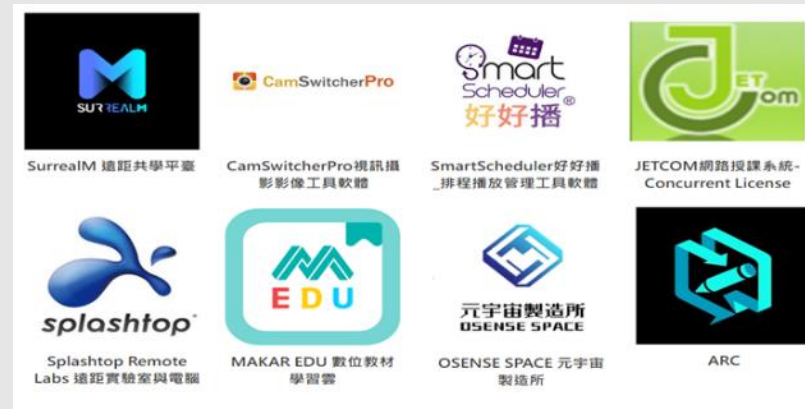 SURREALM
CamSwitcherPro
Smart
Scheduler®
好好播
JET
com
SurrealM 遠距共學平臺
CamSwitcherPro視訊攝
影影像工具軟體
SmartScheduler好好播
_排程播放管理工具軟體
JETCOM網路授課系統-
Concurrent License
splashtop
EDU
元宇宙製造所
OSENSE SPACE
Splashtop Remote
Labs 遠距實驗室與電腦
MAKAR EDU 數位教材
學習雲
OSENSE SPACE 元宇宙
製造所
ARC